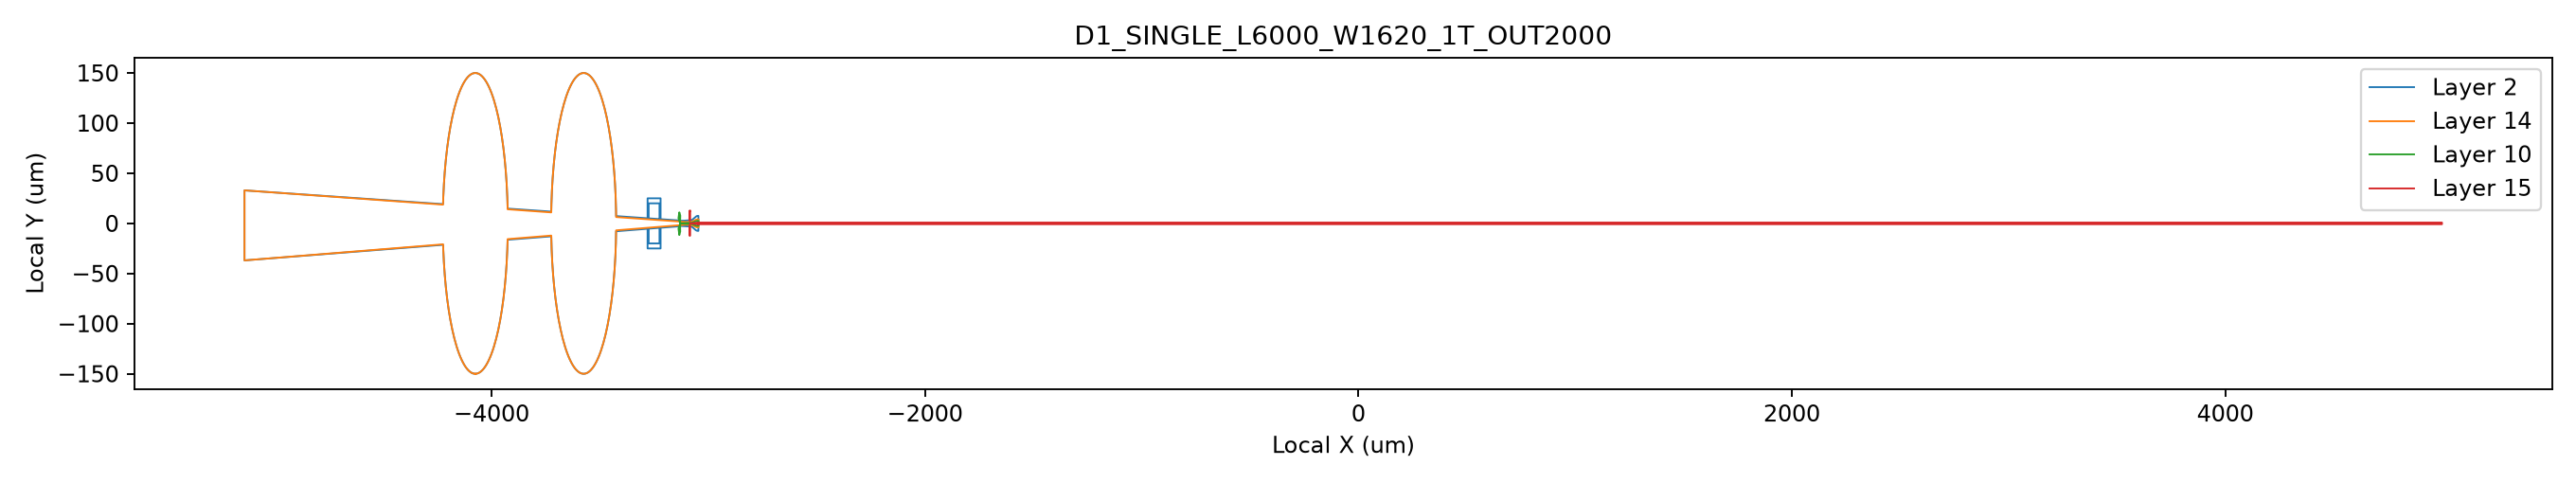 D1_SINGLE_L6000_W1620_1T_OUT2000
Local Y (um)
150
100
50
0
−50
−100
−150
Layer 2
Layer 14
Layer 10
Layer 15
−4000
−2000
0
2000
4000
Local X (um)